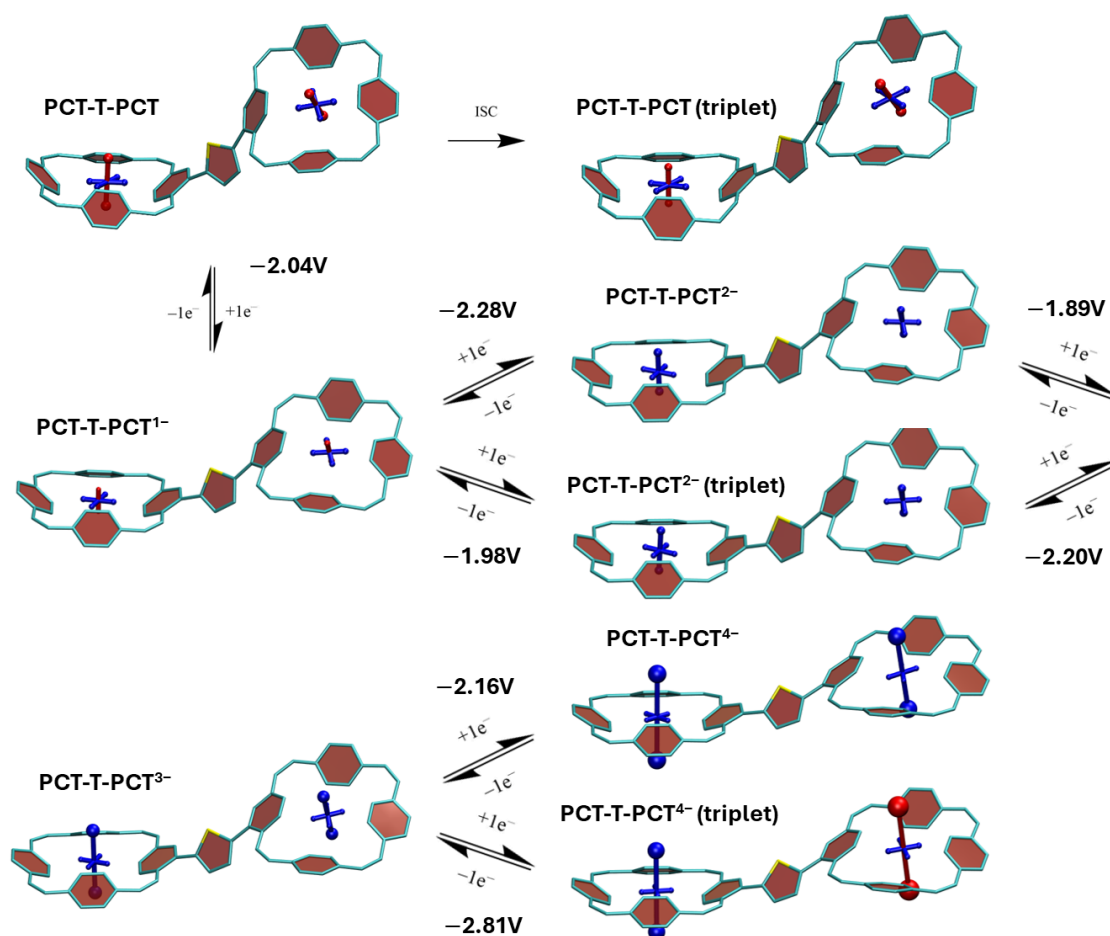 PCT-T-PCT
ISC
PCT-T-PCT (triplet)
−2.04V
−1e⁻
+1e⁻
PCT-T-PCT²⁻
−2.28V
+1e⁻
−1e⁻
−1.89V
+1e⁻
−1e⁻
PCT-T-PCT¹⁻
+1e⁻
−1e⁻
−1.98V
PCT-T-PCT²⁻ (triplet)
+1e⁻
−1e⁻
−2.20V
PCT-T-PCT⁴⁻
−2.16V
+1e⁻
−1e⁻
PCT-T-PCT³⁻
+1e⁻
−1e⁻
−2.81V
PCT-T-PCT⁴⁻ (triplet)